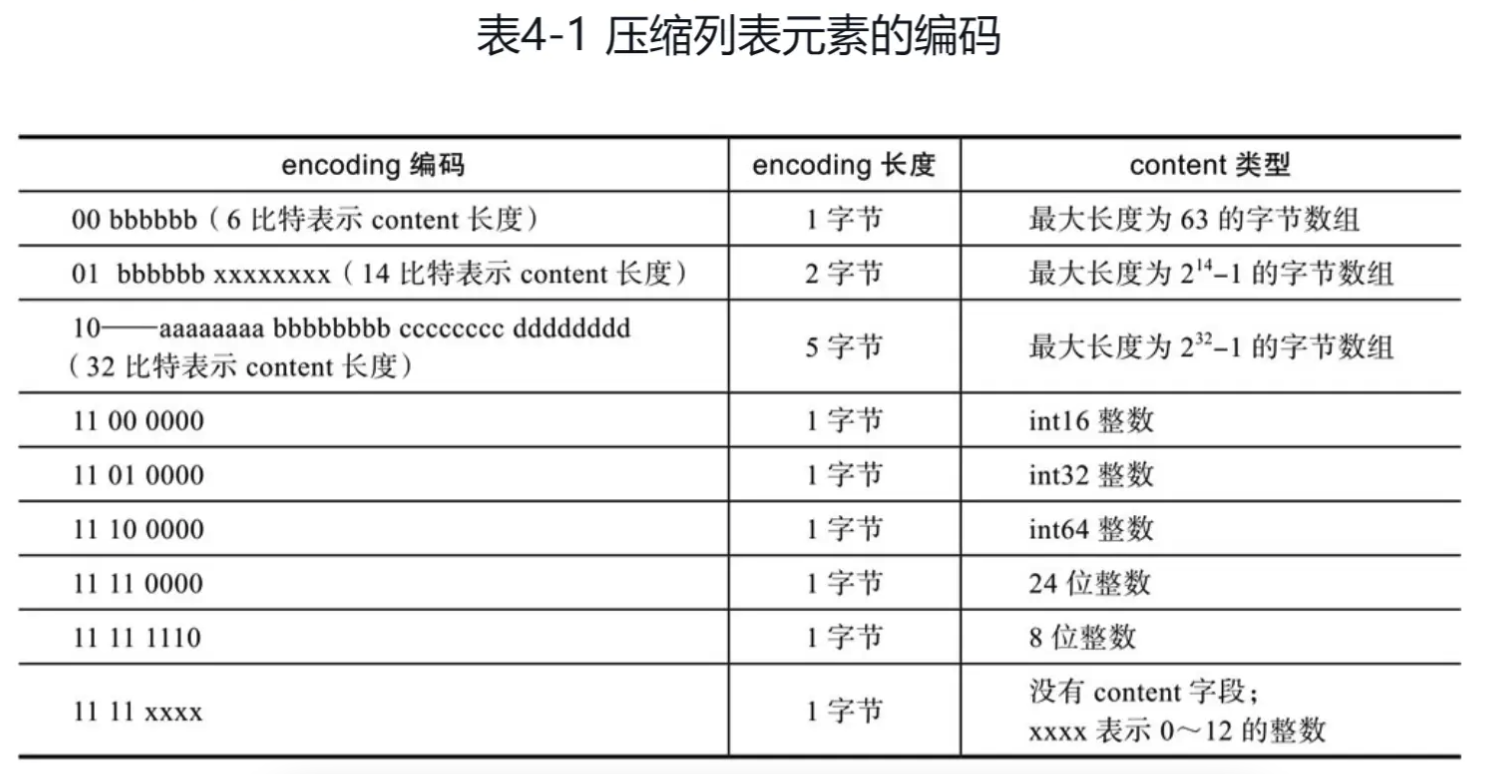 表4-1 压缩列表元素的编码
encoding 编码 encoding 长度 content 类型
00 bbbbbb（6 比特表示 content 长度） 1 字节 最大长度为 63 的字节数组
01 bbbbbb xxxxxxxx（14 比特表示 content 长度） 2 字节 最大长度为 2¹⁴–1 的字节数组
10——aaaaaaaa bbbbbbbb cccccccc dddddddd
（32 比特表示 content 长度） 5 字节 最大长度为 2³²–1 的字节数组
11 00 0000 1 字节 int16 整数
11 01 0000 1 字节 int32 整数
11 10 0000 1 字节 int64 整数
11 11 0000 1 字节 24 位整数
11 11 1110 1 字节 8 位整数
11 11 xxxx 1 字节 没有 content 字段；
xxxx 表示 0～12 的整数